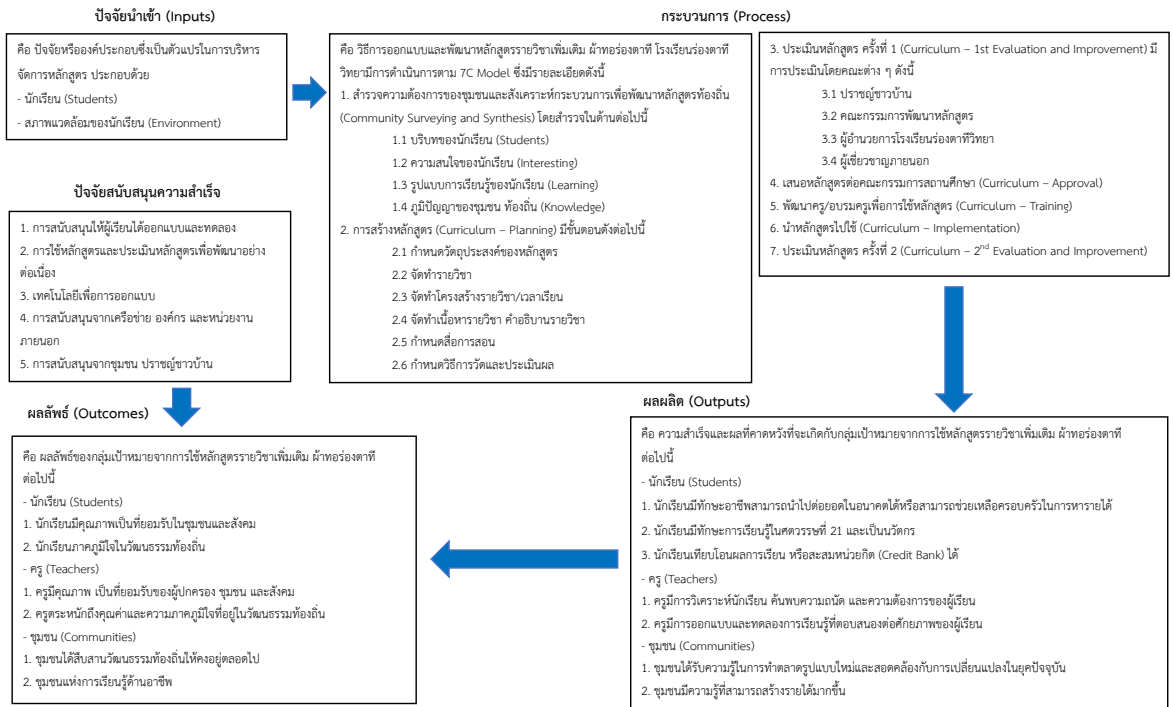 ปัจจัยนำเข้า (Inputs)
คือ ปัจจัยหรือองค์ประกอบซึ่งเป็นตัวแปรในการบริหาร
จัดการหลักสูตร ประกอบด้วย
- นักเรียน (Students)
- สภาพแวดล้อมของนักเรียน (Environment)
ปัจจัยสนับสนุนความสำเร็จ
1. การสนับสนุนให้ผู้เรียนได้ออกแบบและทดลอง
2. การใช้หลักสูตรและประเมินหลักสูตรเพื่อพัฒนาอย่าง
ต่อเนื่อง
3. เทคโนโลยีเพื่อการออกแบบ
4. การสนับสนุนจากเครือข่าย องค์กร และหน่วยงาน
ภายนอก
5. การสนับสนุนจากชุมชน ปราชญ์ชาวบ้าน
กระบวนการ (Process)
คือ วิธีการออกแบบและพัฒนาหลักสูตรรายวิชาเพิ่มเติม ผ้าทอร่องตาที โรงเรียนร่องตาที
วิทยามีการดำเนินการตาม 7C Model ซึ่งมีรายละเอียดดังนี้
1. สำรวจความต้องการของชุมชนและสังเคราะห์กระบวนการเพื่อพัฒนาหลักสูตรท้องถิ่น
(Community Surveying and Synthesis) โดยสำรวจในด้านต่อไปนี้
1.1 บริบทของนักเรียน (Students)
1.2 ความสนใจของนักเรียน (Interesting)
1.3 รูปแบบการเรียนรู้ของนักเรียน (Learning)
1.4 ภูมิปัญญาของชุมชน ท้องถิ่น (Knowledge)
2. การสร้างหลักสูตร (Curriculum – Planning) มีขั้นตอนดังต่อไปนี้
2.1 กำหนดวัตถุประสงค์ของหลักสูตร
2.2 จัดทำรายวิชา
2.3 จัดทำโครงสร้างรายวิชา/เวลาเรียน
2.4 จัดทำเนื้อหารายวิชา คำอธิบานรายวิชา
2.5 กำหนดสื่อการสอน
2.6 กำหนดวิธีการวัดและประเมินผล
3. ประเมินหลักสูตร ครั้งที่ 1 (Curriculum – 1st Evaluation and Improvement) มี
การประเมินโดยคณะต่าง ๆ ดังนี้
3.1 ปราชญ์ชาวบ้าน
3.2 คณะกรรมการพัฒนาหลักสูตร
3.3 ผู้อำนวยการโรงเรียนร่องตาทีวิทยา
3.4 ผู้เชี่ยวชาญภายนอก
4. เสนอหลักสูตรต่อคณะกรรมการสถานศึกษา (Curriculum – Approval)
5. พัฒนาครู/อบรมครูเพื่อการใช้หลักสูตร (Curriculum – Training)
6. นำหลักสูตรไปใช้ (Curriculum – Implementation)
7. ประเมินหลักสูตร ครั้งที่ 2 (Curriculum – 2nd Evaluation and Improvement)
ผลผลิต (Outputs)
คือ ความสำเร็จและผลที่คาดหวังที่จะเกิดกับกลุ่มเป้าหมายจากการใช้หลักสูตรรายวิชาเพิ่มเติม ผ้าทอร่องตาที
ต่อไปนี้
- นักเรียน (Students)
1. นักเรียนมีทักษะอาชีพสามารถนำไปต่อยอดในอนาคตได้หรือสามารถช่วยเหลือครอบครัวในการหารายได้
2. นักเรียนมีทักษะการเรียนรู้ในศตวรรษที่ 21 และเป็นนวัตกร
3. นักเรียนเทียบโอนผลการเรียน หรือสะสมหน่วยกิต (Credit Bank) ได้
- ครู (Teachers)
1. ครูมีการวิเคราะห์นักเรียน ค้นพบความถนัด และความต้องการของผู้เรียน
2. ครูมีการออกแบบและทดลองการเรียนรู้ที่ตอบสนองต่อศักยภาพของผู้เรียน
- ชุมชน (Communities)
1. ชุมชนได้รับความรู้ในการทำตลาดรูปแบบใหม่และสอดคล้องกับการเปลี่ยนแปลงในยุคปัจจุบัน
2. ชุมชนมีความรู้ที่สามารถสร้างรายได้มากขึ้น
ผลลัพธ์ (Outcomes)
คือ ผลลัพธ์ของกลุ่มเป้าหมายจากการใช้หลักสูตรรายวิชาเพิ่มเติม ผ้าทอร่องตาที
ต่อไปนี้
- นักเรียน (Students)
1. นักเรียนมีคุณภาพเป็นที่ยอมรับในชุมชนและสังคม
2. นักเรียนภาคภูมิใจในวัฒนธรรมท้องถิ่น
- ครู (Teachers)
1. ครูมีคุณภาพ เป็นที่ยอมรับของผู้ปกครอง ชุมชน และสังคม
2. ครูตระหนักถึงคุณค่าและความภาคภูมิใจที่อยู่ในวัฒนธรรมท้องถิ่น
- ชุมชน (Communities)
1. ชุมชนได้สืบสานวัฒนธรรมท้องถิ่นให้คงอยู่ตลอดไป
2. ชุมชนแห่งการเรียนรู้ด้านอาชีพ